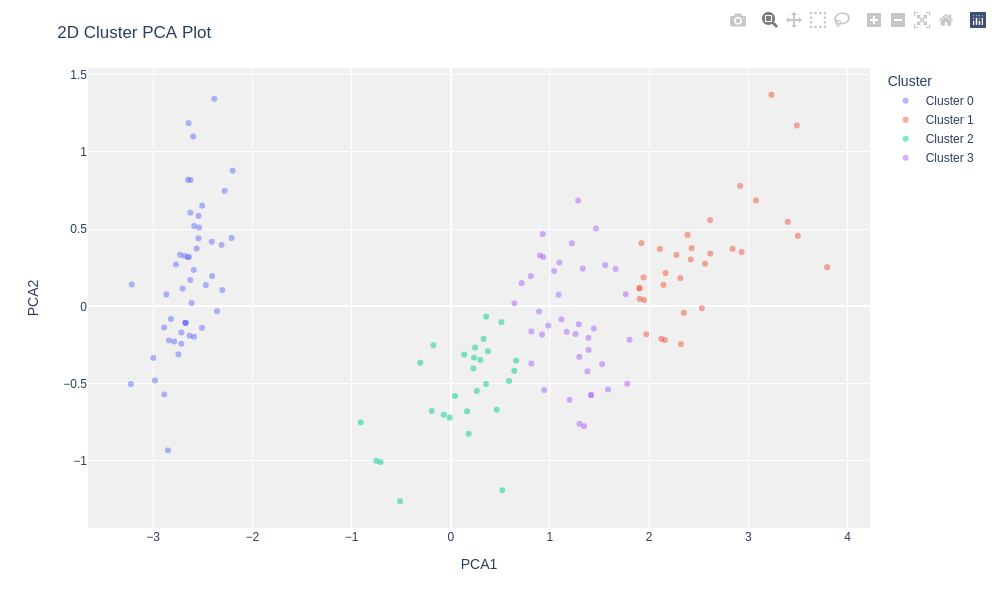 2D Cluster PCA Plot
Cluster
Cluster 0
Cluster 1
Cluster 2
Cluster 3
1.5
1
0.5
0
−0.5
−1
PCA2
−3
−2
−1
0
1
2
3
4
PCA1